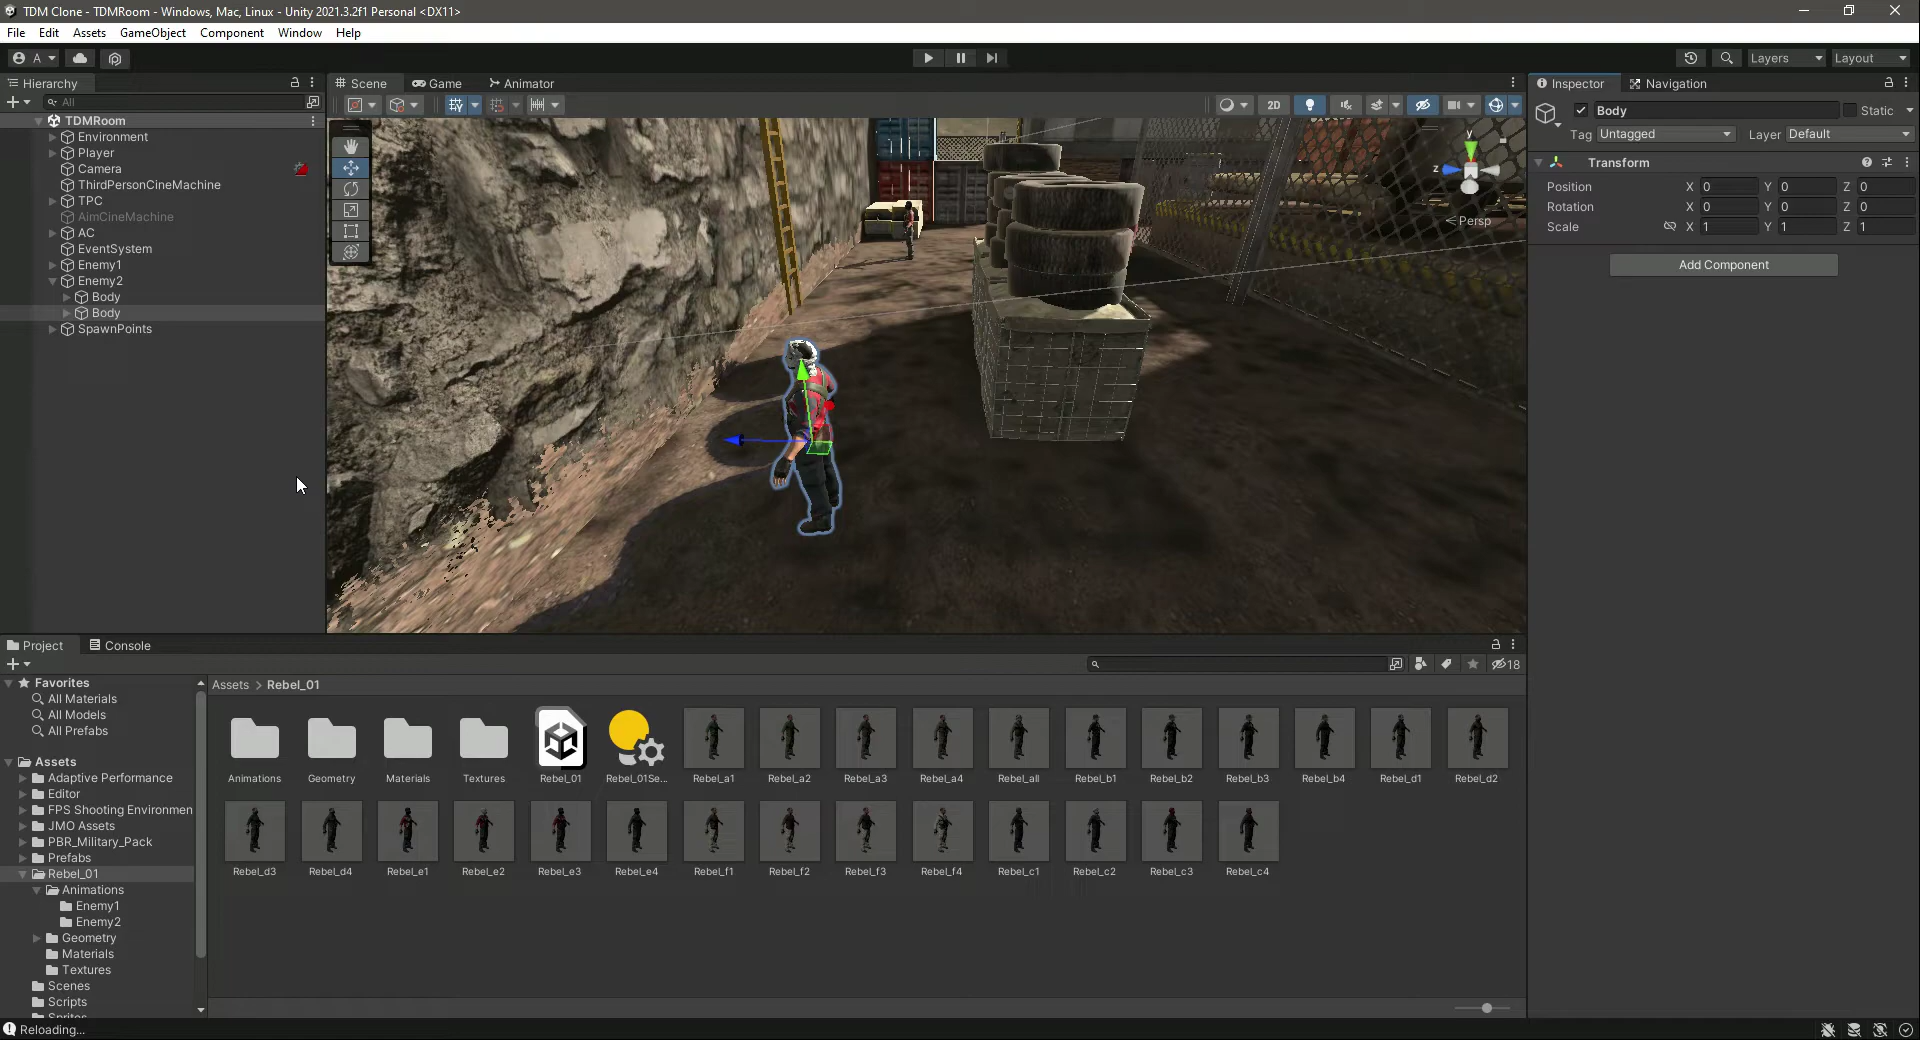 TDM Clone - TDMRoom - Windows, Mac, Linux - Unity 2021.3.2f1 Personal <DX11>
File Edit Assets GameObject Component Window Help
A Layers Layout
Hierarchy
All
TDMRoom
Environment
Player
Camera
ThirdPersonCineMachine
TPC
AimCineMachine
AC
EventSystem
Enemy1
Enemy2
Body
Body
SpawnPoints
Scene Game Animator
2D
y
z
< Persp
Inspector Navigation
Body Static
Tag Untagged Layer Default
Transform
Position X 0 Y 0 Z 0
Rotation X 0 Y 0 Z 0
Scale X 1 Y 1 Z 1
Add Component
Project Console
18
Favorites
All Materials
All Models
All Prefabs
Assets
Adaptive Performance
Editor
FPS Shooting Environmen
JMO Assets
PBR_Military_Pack
Prefabs
Rebel_01
Animations
Enemy1
Enemy2
Geometry
Materials
Textures
Scenes
Scripts
Sprites
Assets > Rebel_01
Animations Geometry Materials Textures Rebel_01 Rebel_01Se... Rebel_a1 Rebel_a2 Rebel_a3 Rebel_a4 Rebel_all Rebel_b1 Rebel_b2 Rebel_b3 Rebel_b4 Rebel_d1 Rebel_d2
Rebel_d3 Rebel_d4 Rebel_e1 Rebel_e2 Rebel_e3 Rebel_e4 Rebel_f1 Rebel_f2 Rebel_f3 Rebel_f4 Rebel_c1 Rebel_c2 Rebel_c3 Rebel_c4
Reloading...